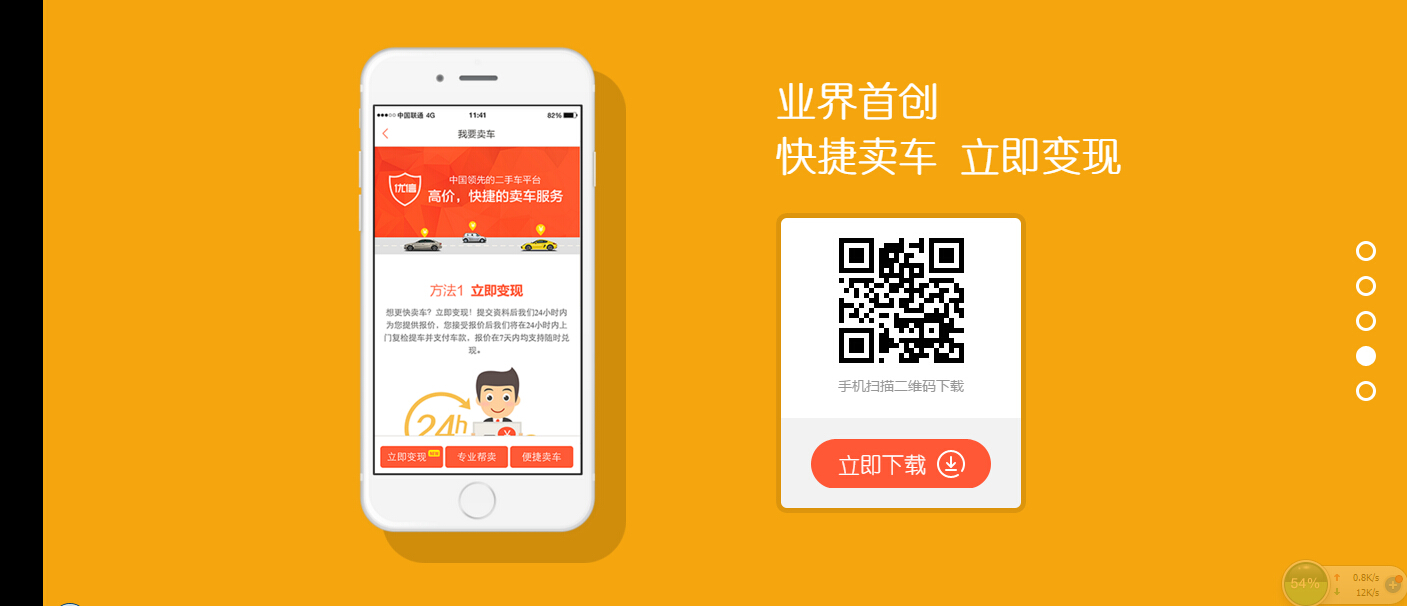 业界首创
快捷卖车 立即变现
中国联通 4G 11:41 82%
我要卖车
优信
中国领先的二手车平台
高价，快捷的卖车服务
方法1 立即变现
想更快卖车？立即变现！提交资料后我们24小时内
为您提供报价，您接受报价后我们将在24小时内上
门复检提车并支付车款，报价在7天内均支持随时兑
现。
24h
¥
立即变现 专业帮卖 便捷卖车
手机扫描二维码下载
立即下载
54% 0.8K/s
12K/s